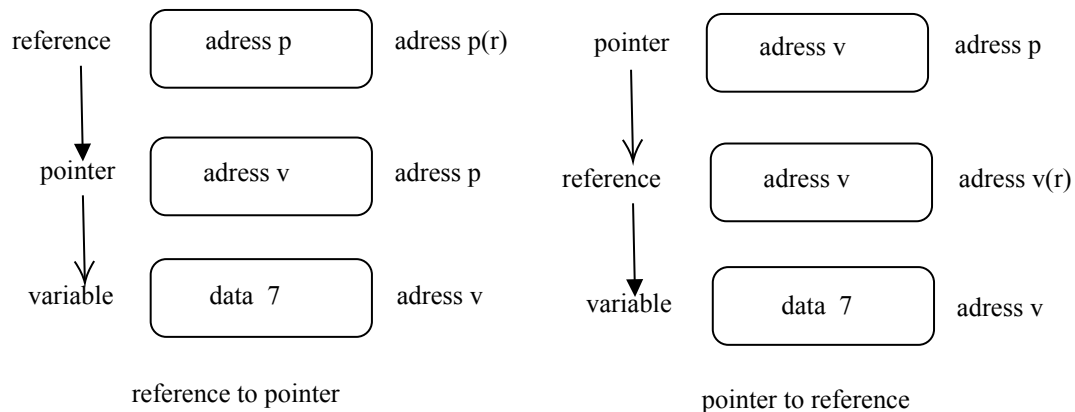 reference adress p adress p(r)
pointer adress v adress p
variable data 7 adress v
reference to pointer
pointer adress v adress p
reference adress v adress v(r)
variable data 7 adress v
pointer to reference